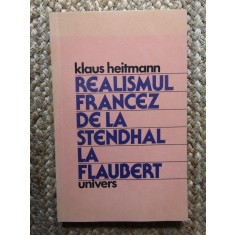 klaus heitmann
REALISMUL
FRANCEZ
DE LA
STENDHAL
LA
FLAUBERT
univers